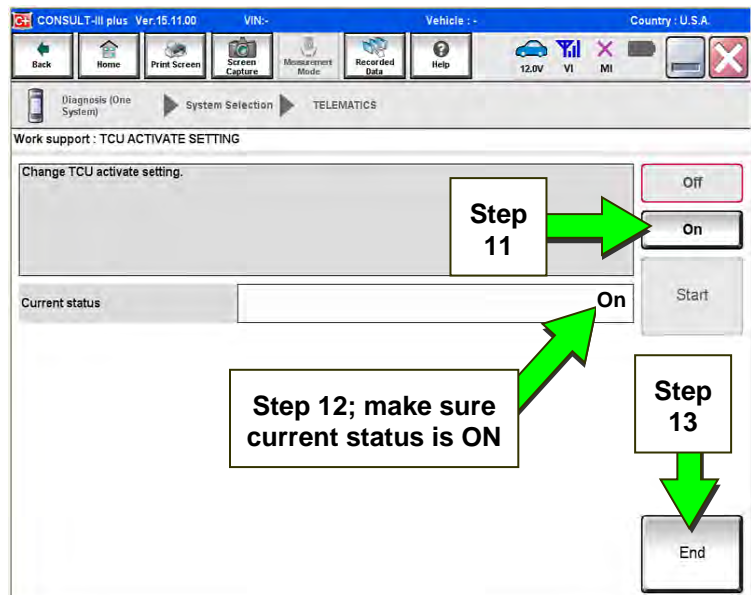 C+ CONSULT-III plus Ver.15.11.00 VIN:- Vehicle : - Country : U.S.A.
Back Home Print Screen Screen Capture Measurement Mode Recorded Data Help 12.0V VI MI
Diagnosis (One System) System Selection TELEMATICS
Work support : TCU ACTIVATE SETTING
Change TCU activate setting.
Off
Step 11
On
Current status
On
Start
Step 12; make sure
current status is ON
Step
13
End